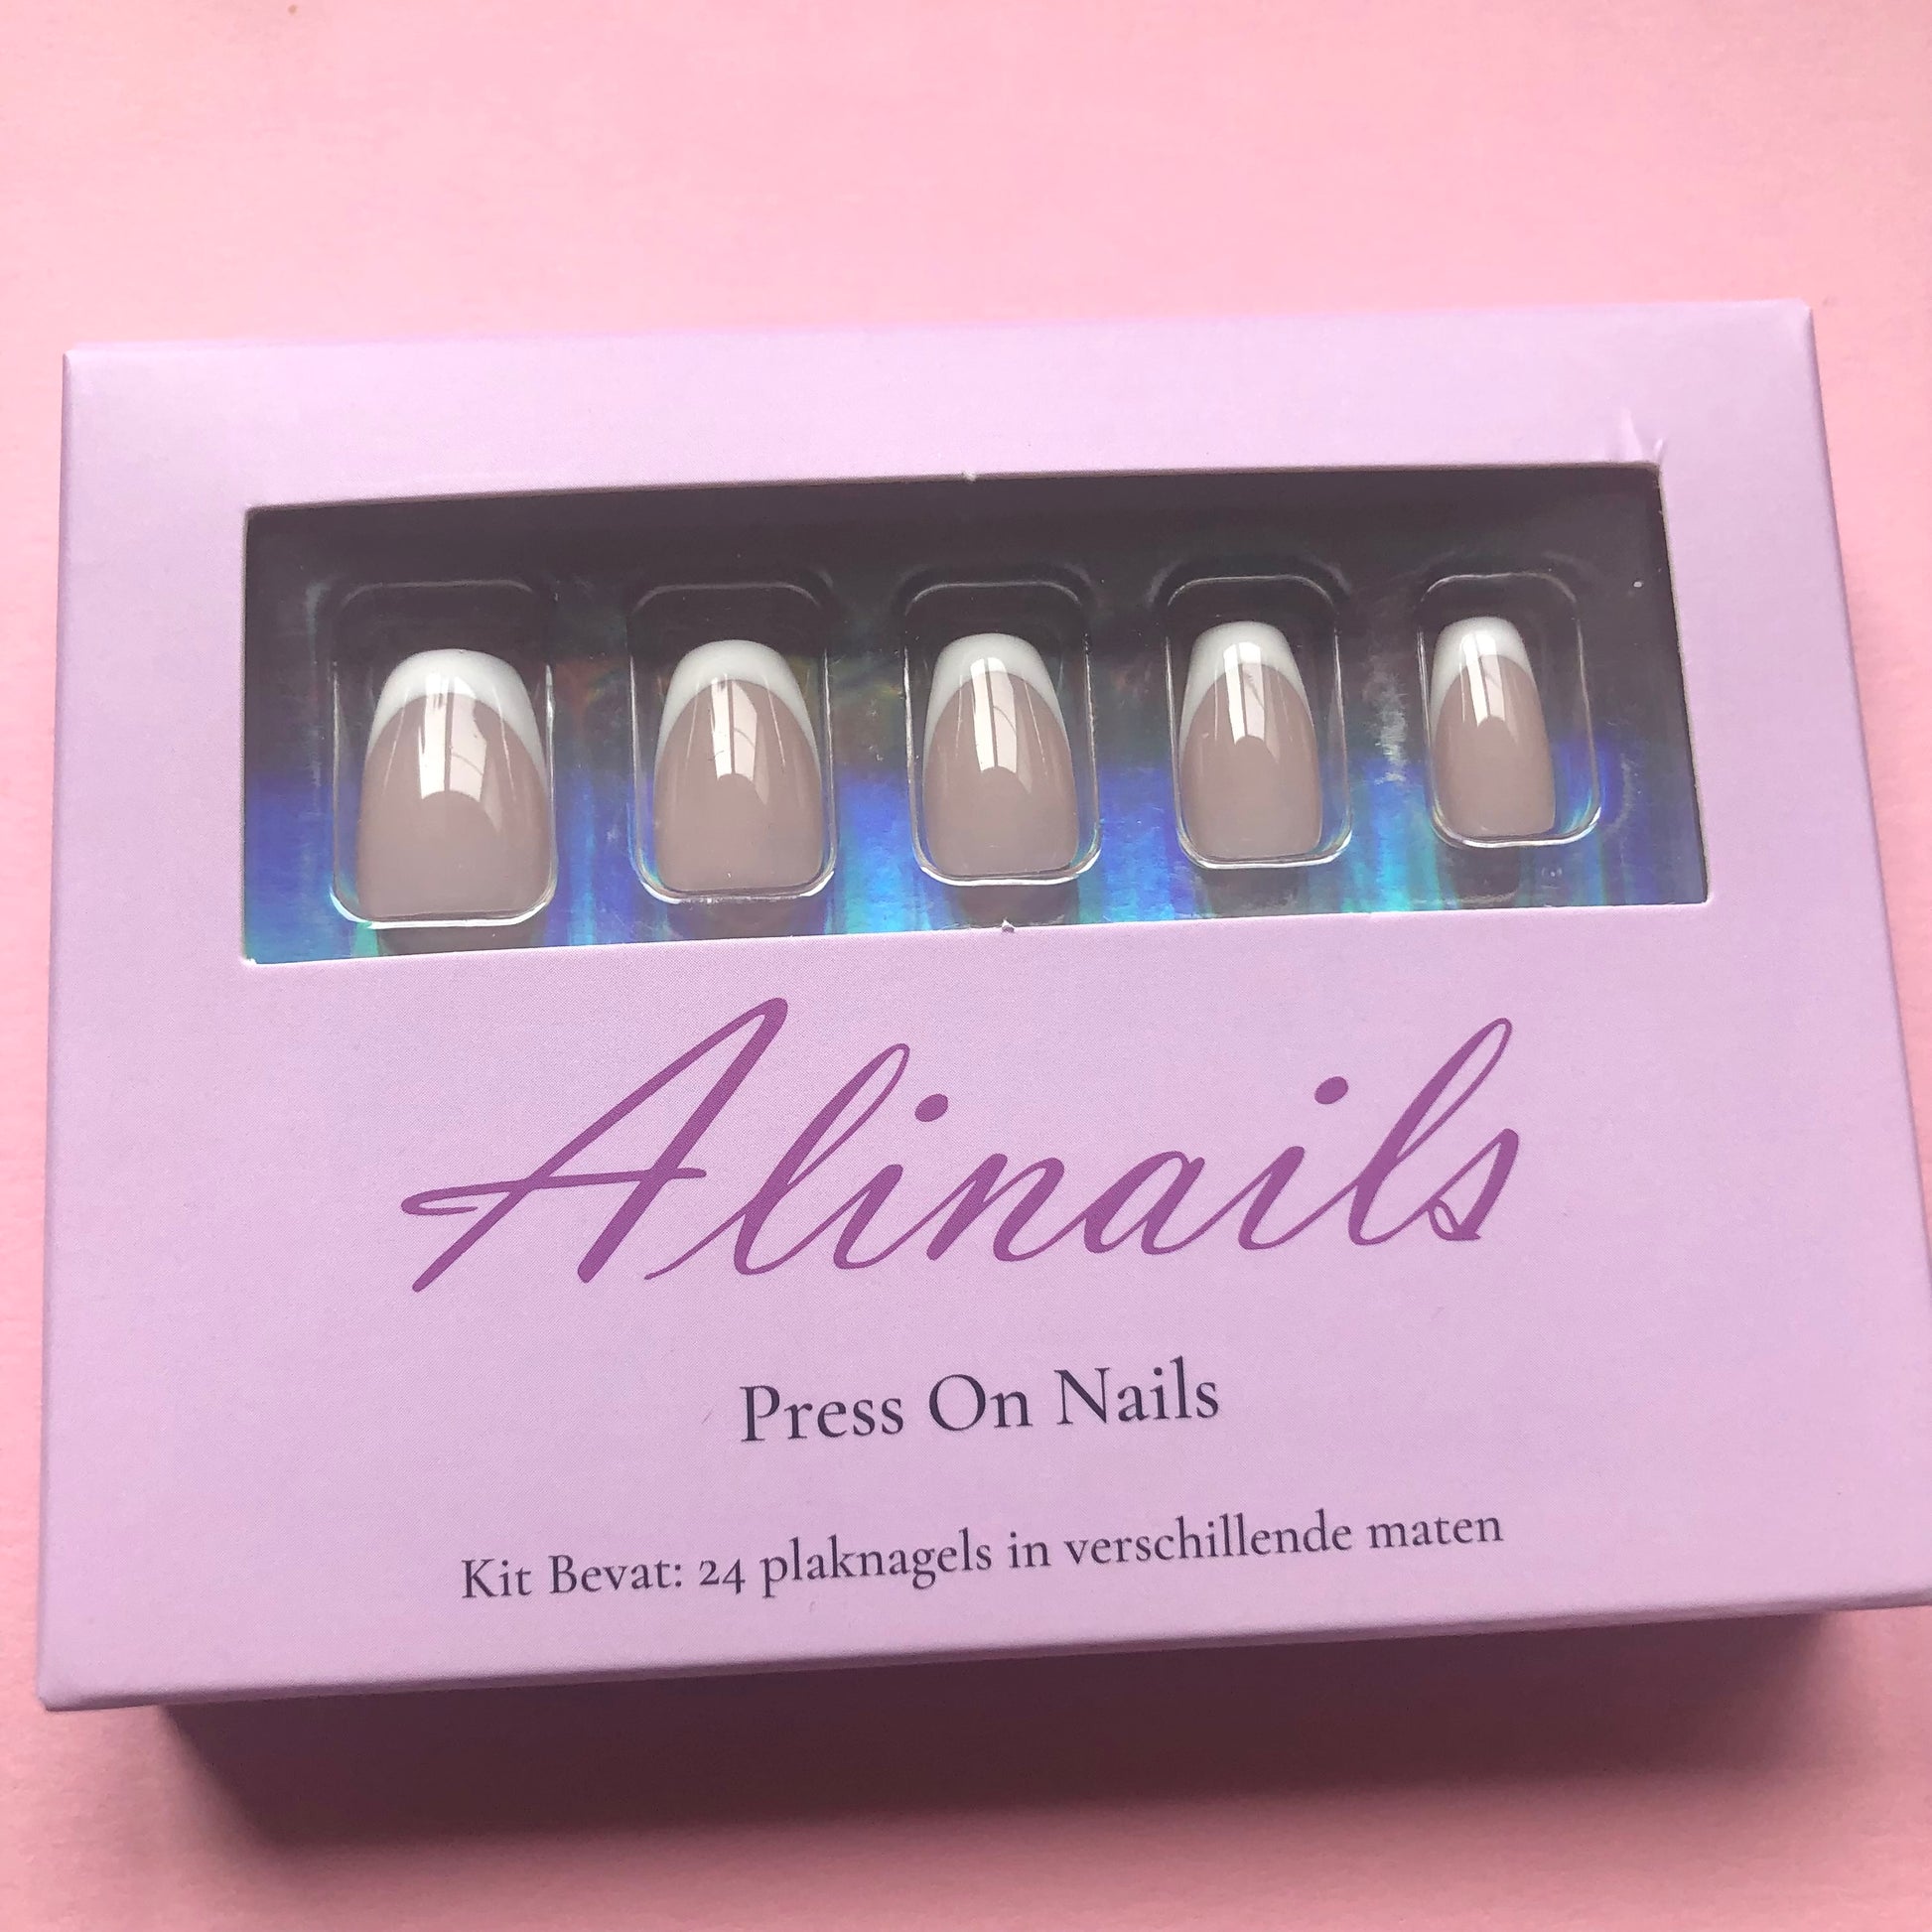 Alinails
Press On Nails
Kit Bevat: 24 plaknagels in verschillende maten